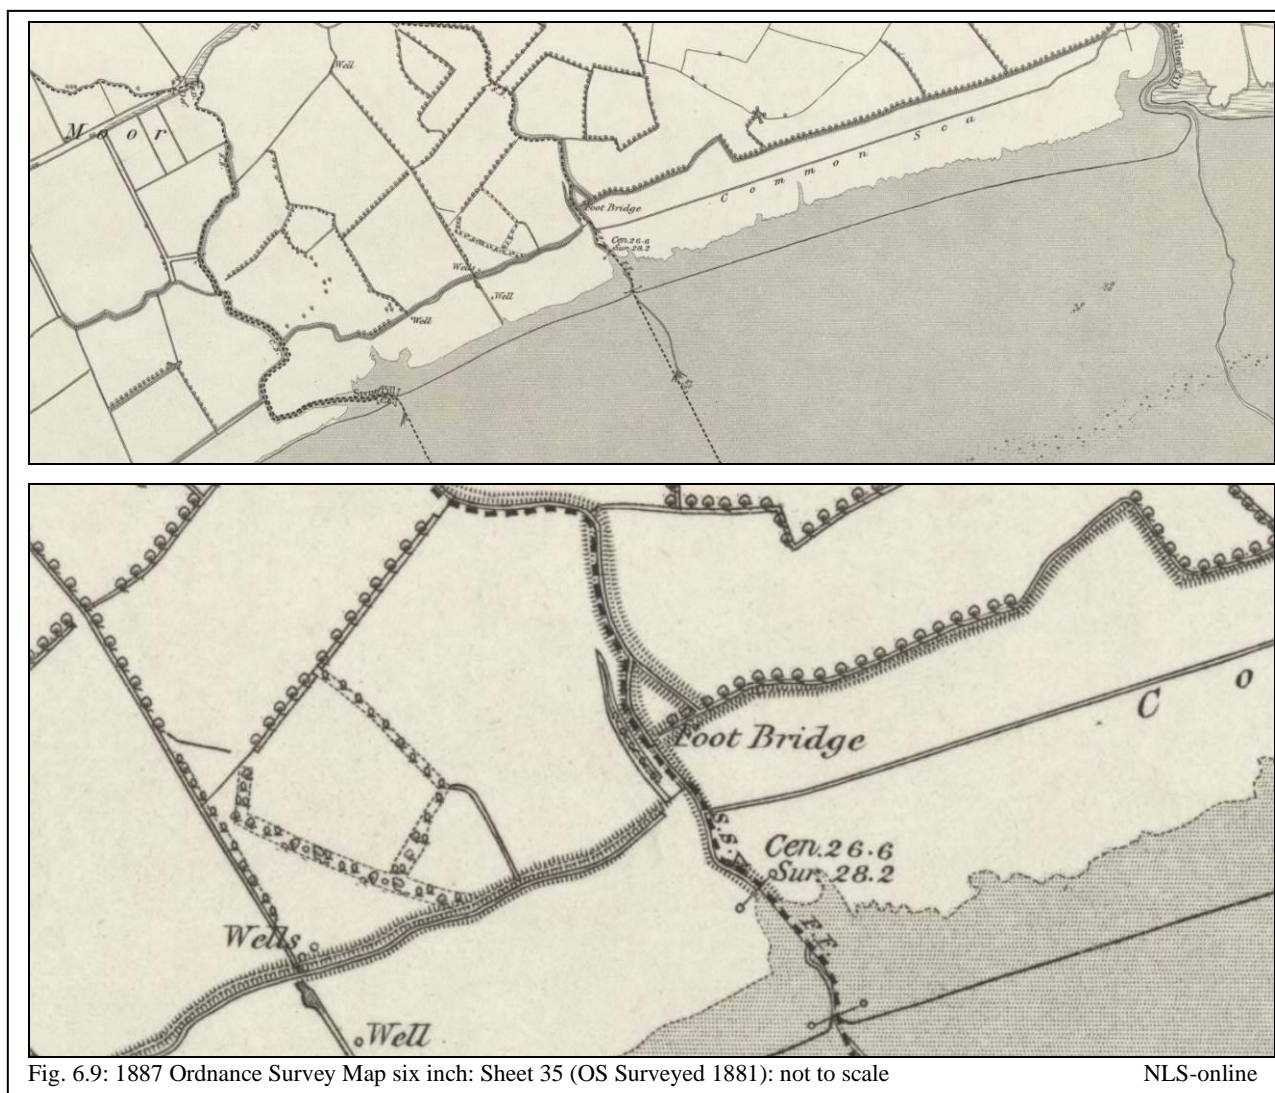 Well
Moor
Common Sea
Foot Bridge
Cen. 26.6
Sur. 28.2
Wells
Well
Well
Foot Bridge
Co
S.S.
Cen. 26.6
Sur. 28.2
F.F.
Wells
Well
Fig. 6.9: 1887 Ordnance Survey Map six inch: Sheet 35 (OS Surveyed 1881): not to scale NLS-online